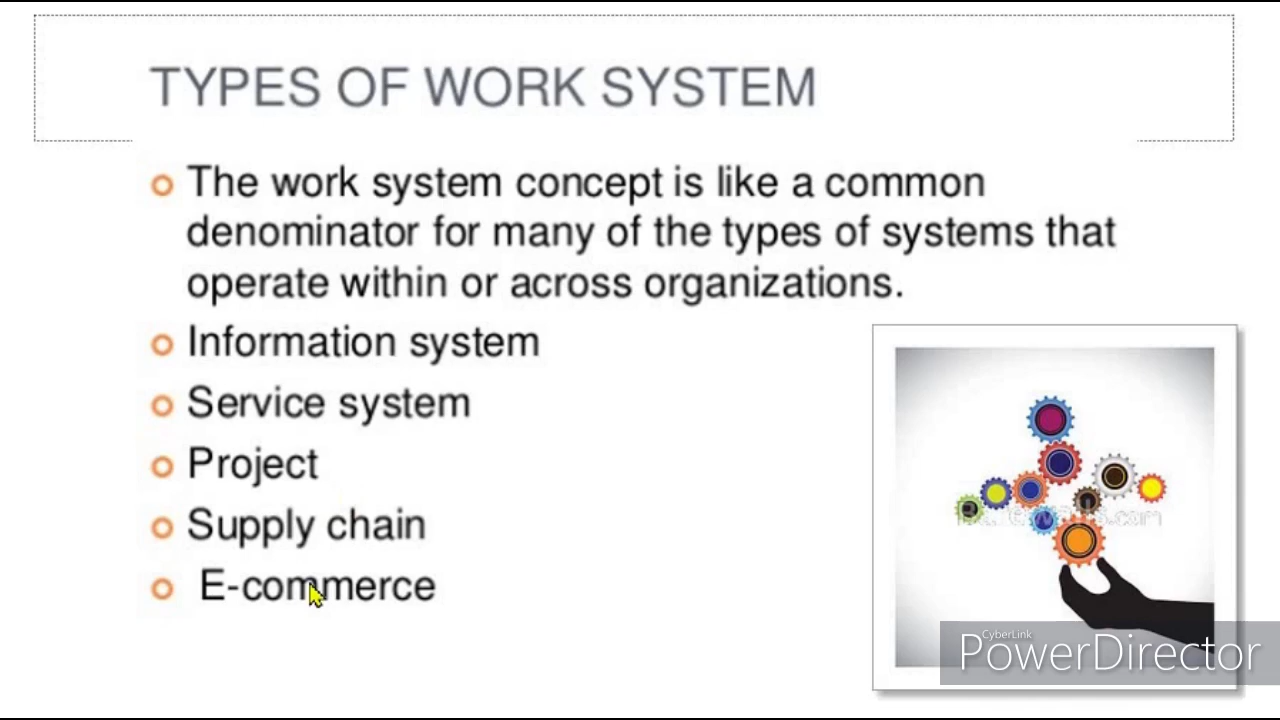 TYPES OF WORK SYSTEM
The work system concept is like a common
denominator for many of the types of systems that
operate within or across organizations.
Information system
Service system
Project
Supply chain
E-commerce
CyberLink
PowerDirector